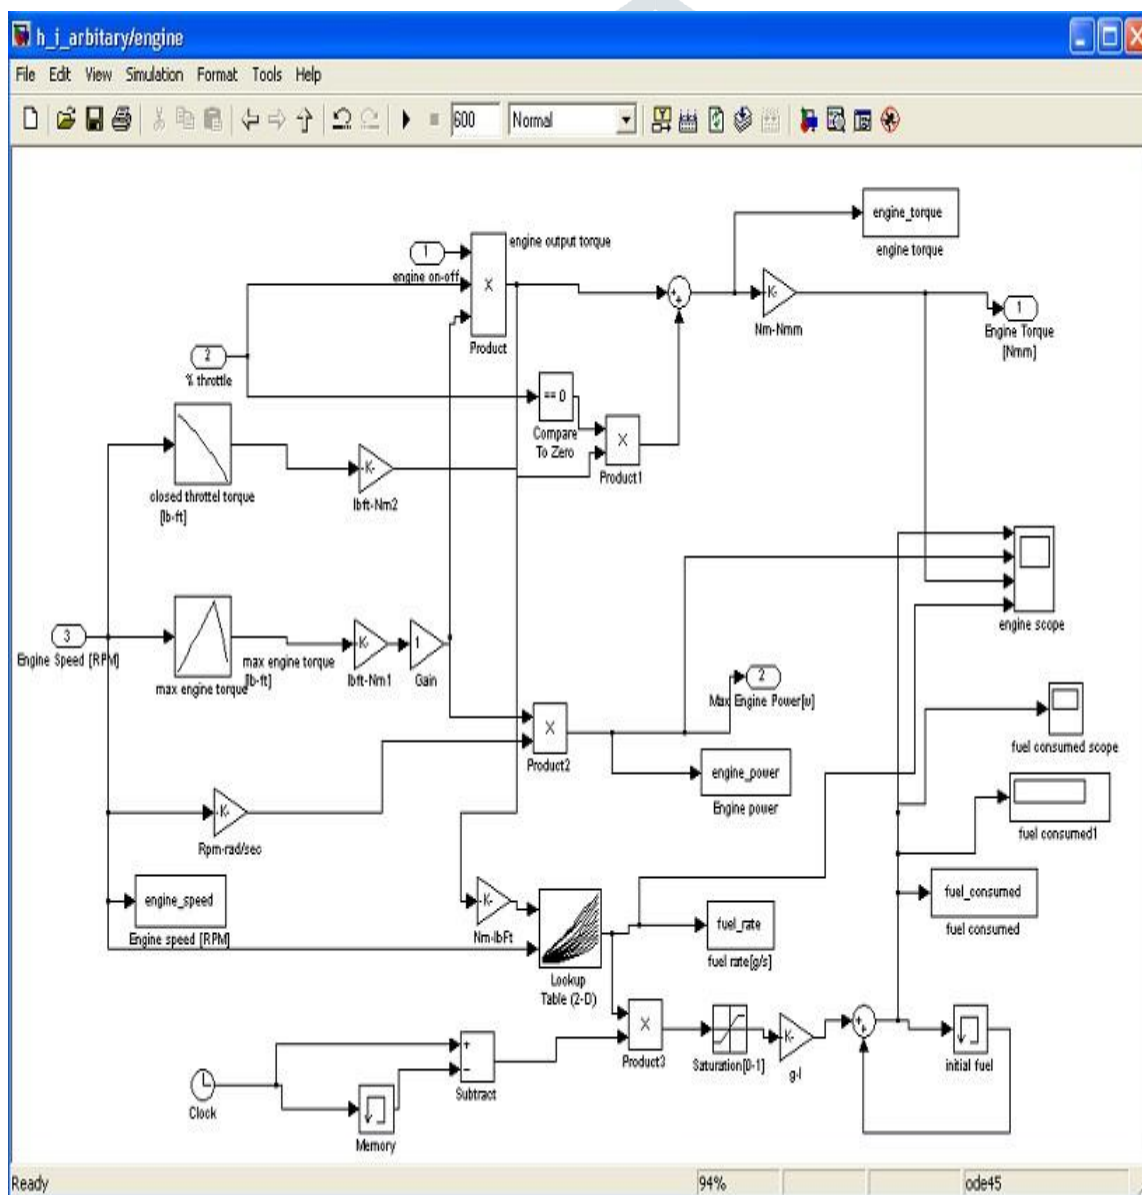 h_i_arbitary/engine
File Edit View Simulation Format Tools Help
600 Normal
engine_torque
engine torque
1
engine on-off
engine output torque
X
Product
-K-
Nm-Nmm
1
Engine Torque
[Nmm]
2
% throttle
== 0
Compare
To Zero
X
Product1
closed throttel torque
[lb-ft]
-K-
lbft-Nm2
engine scope
3
Engine Speed [RPM]
max engine torque
max engine torque
[lb-ft]
-K-
lbft-Nm1
1
Gain
2
Max Engine Power[w]
X
Product2
fuel consumed scope
engine_power
Engine power
fuel consumed1
-K-
Rpm-rad/sec
engine_speed
Engine speed [RPM]
-K-
Nm-lbFt
Lookup
Table (2-D)
fuel_rate
fuel rate[g/s]
fuel_consumed
fuel consumed
X
Product3
Saturation[0-1]
K-
g-l
initial fuel
+
−
Subtract
Clock
Memory
Ready 94% ode45